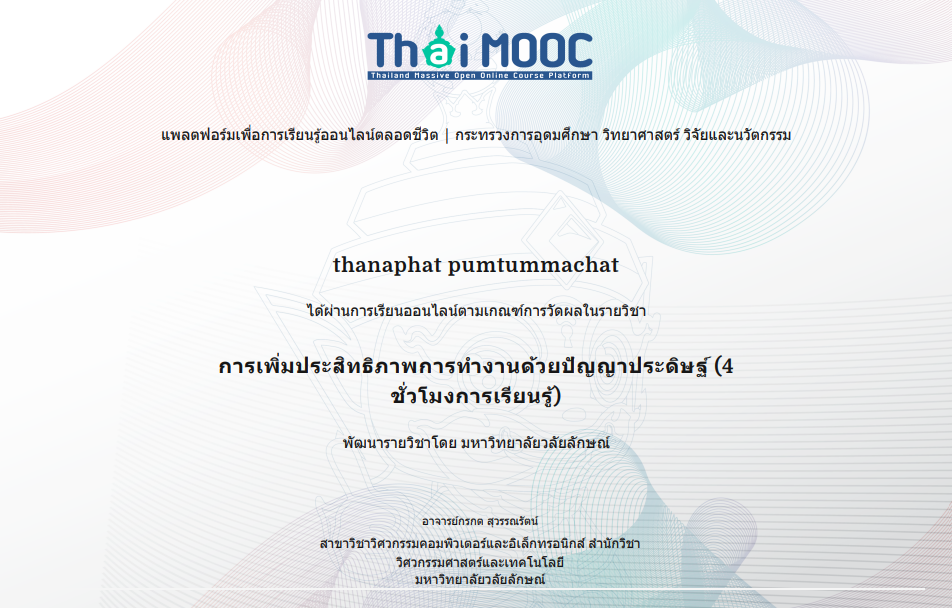 Thai MOOC
Thailand Massive Open Online Course Platform
แพลตฟอร์มเพื่อการเรียนรู้ออนไลน์ตลอดชีวิต | กระทรวงการอุดมศึกษา วิทยาศาสตร์ วิจัยและนวัตกรรม
thanaphat pumtummachat
ได้ผ่านการเรียนออนไลน์ตามเกณฑ์การวัดผลในรายวิชา
การเพิ่มประสิทธิภาพการทำงานด้วยปัญญาประดิษฐ์ (4
ชั่วโมงการเรียนรู้)
พัฒนารายวิชาโดย มหาวิทยาลัยวลัยลักษณ์
อาจารย์กรกต สุวรรณรัตน์
สาขาวิชาวิศวกรรมคอมพิวเตอร์และอิเล็กทรอนิกส์ สำนักวิชา
วิศวกรรมศาสตร์และเทคโนโลยี
มหาวิทยาลัยวลัยลักษณ์